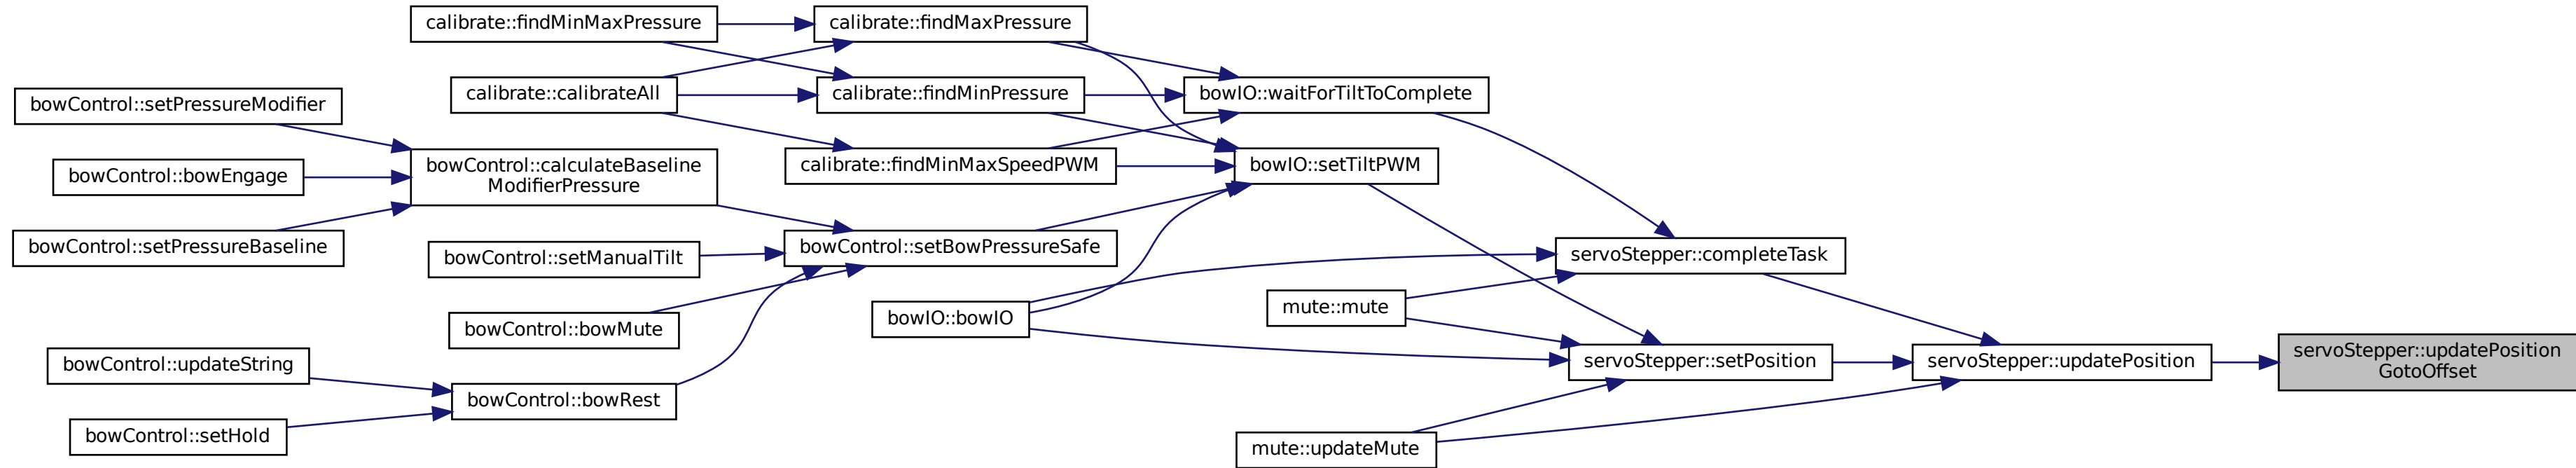 calibrate::findMinMaxPressure
calibrate::findMaxPressure
calibrate::calibrateAll
calibrate::findMinPressure
bowIO::waitForTiltToComplete
bowControl::setPressureModifier
bowControl::calculateBaseline
ModifierPressure
calibrate::findMinMaxSpeedPWM
bowIO::setTiltPWM
bowControl::bowEngage
bowControl::setPressureBaseline
bowControl::setManualTilt
bowControl::setBowPressureSafe
servoStepper::completeTask
bowControl::bowMute
bowIO::bowIO
mute::mute
bowControl::updateString
servoStepper::setPosition
servoStepper::updatePosition
servoStepper::updatePosition
GotoOffset
bowControl::bowRest
bowControl::setHold
mute::updateMute